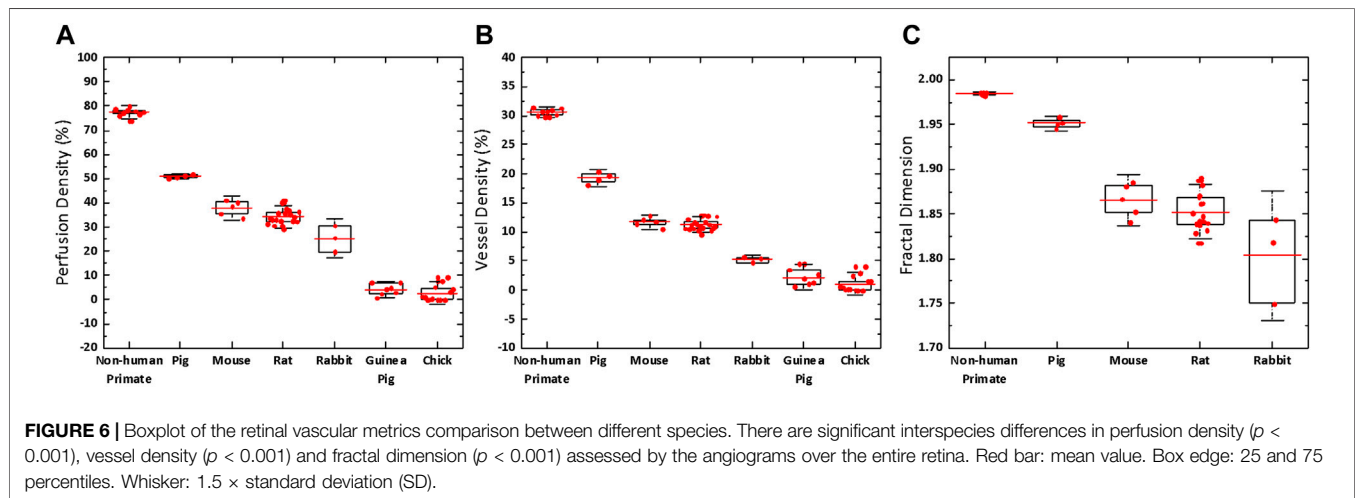 A
B
C
Perfusion Density (%)
100
90
80
70
60
50
40
30
20
10
0
-10
-20
Non-human Primate
Pig
Mouse
Rat
Rabbit
Guinea Pig
Chick
Vessel Density (%)
40
35
30
25
20
15
10
5
0
-5
-10
Non-human Primate
Pig
Mouse
Rat
Rabbit
Guinea Pig
Chick
Fractal Dimension
2.00
1.95
1.90
1.85
1.80
1.75
1.70
Non-human Primate
Pig
Mouse
Rat
Rabbit
FIGURE 6 | Boxplot of the retinal vascular metrics comparison between different species. There are significant interspecies differences in perfusion density (p <
0.001), vessel density (p < 0.001) and fractal dimension (p < 0.001) assessed by the angiograms over the entire retina. Red bar: mean value. Box edge: 25 and 75
percentiles. Whisker: 1.5 × standard deviation (SD).